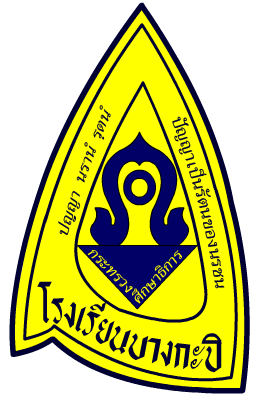 ปญฺญา นรานํ รตนํ
ปัญญาเป็นรัตนของนรชน
กระทรวงศึกษาธิการ
โรงเรียนบางกะปิ